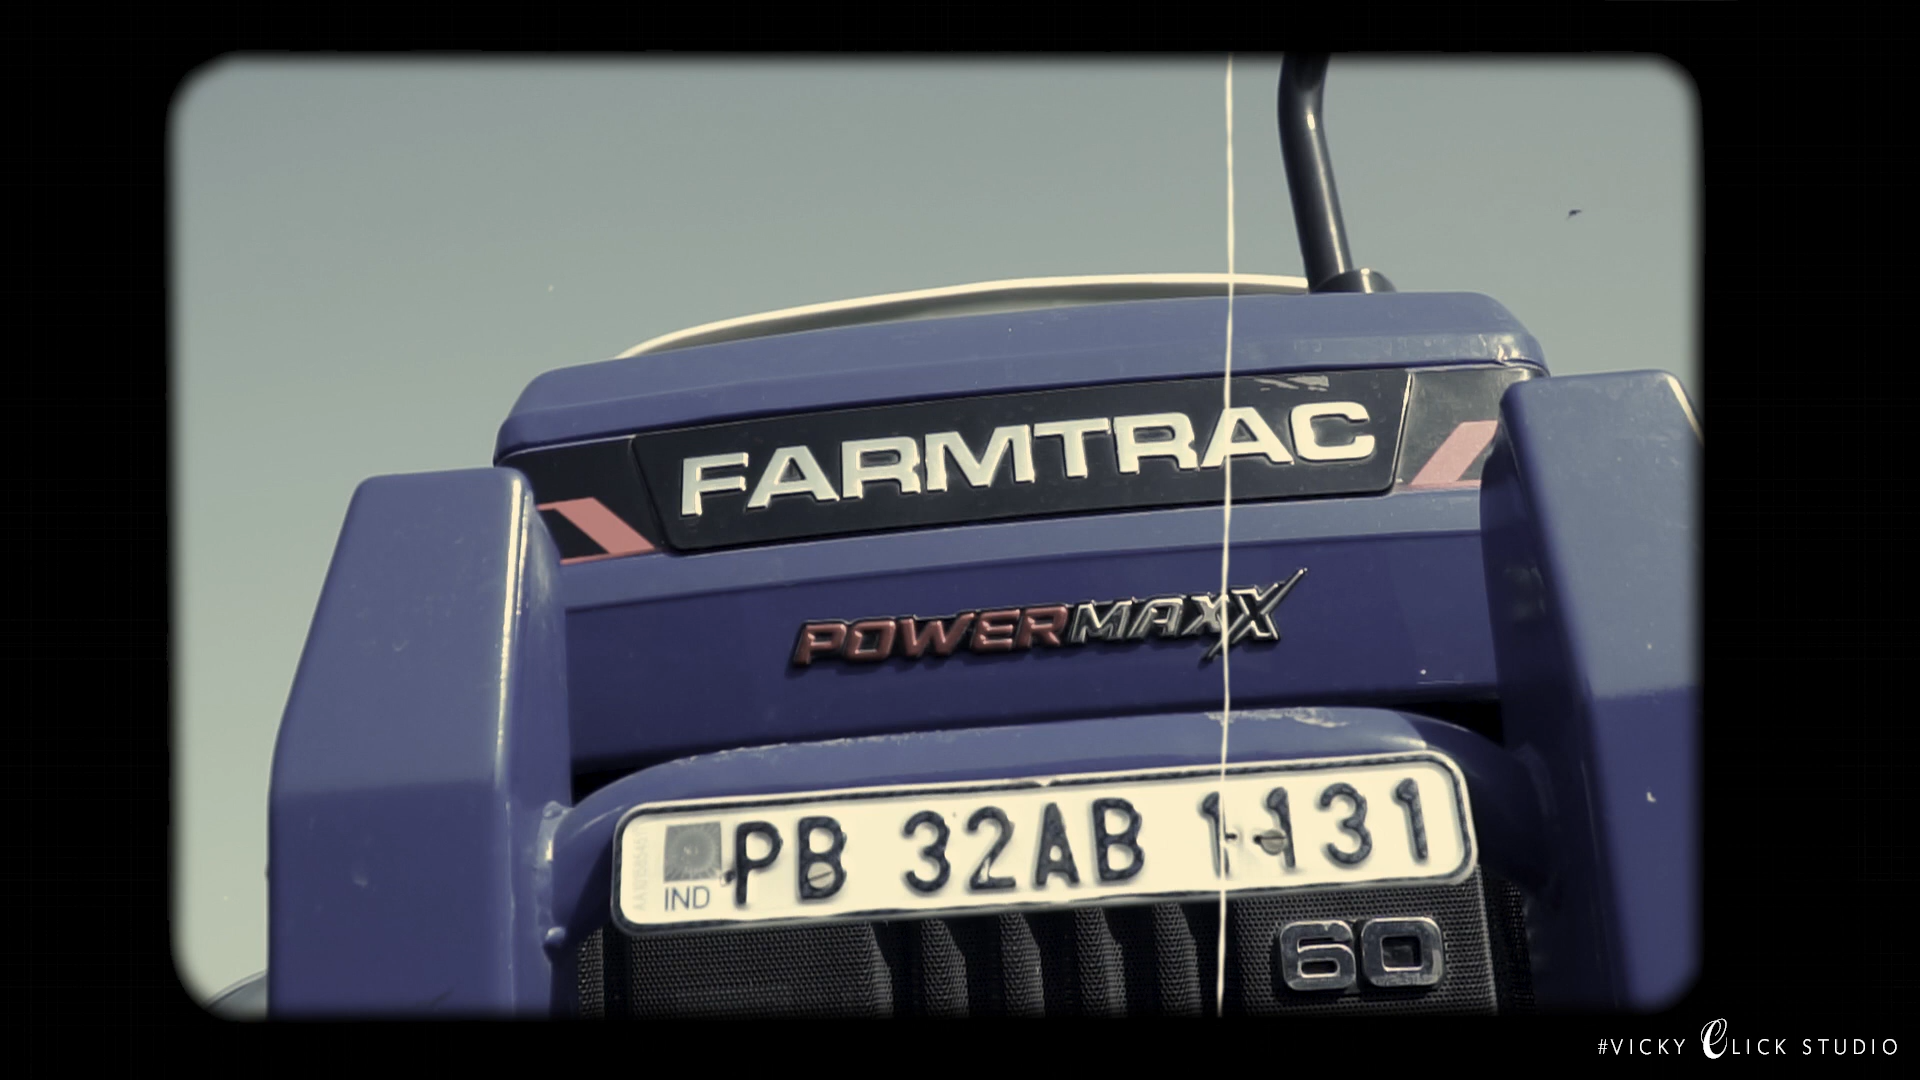 FARMTRAC
POWERMAXX
PB 32AB 1131
IND
60
#VICKY CLICK STUDIO